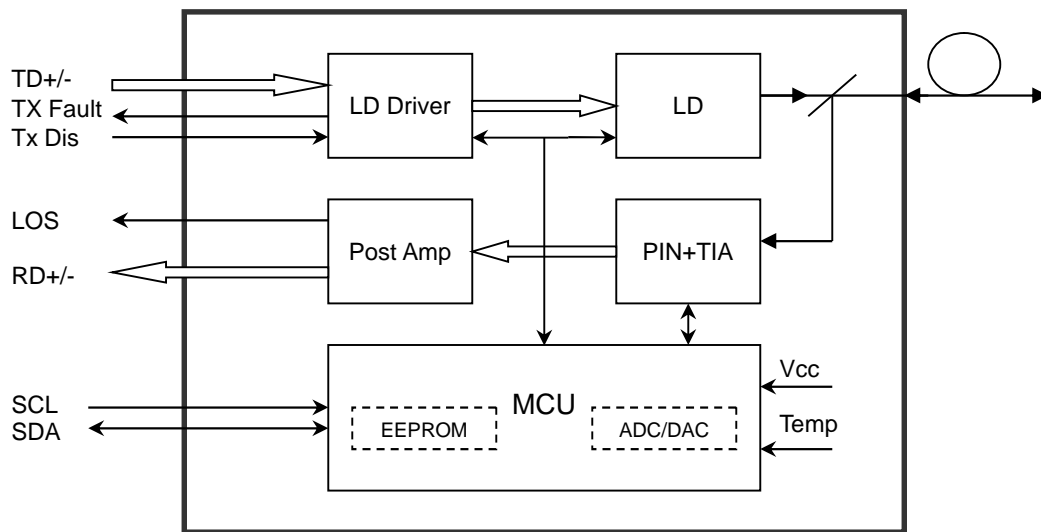 TD+/-
TX Fault
Tx Dis
LD Driver
LD
LOS
RD+/-
Post Amp
PIN+TIA
SCL
SDA
MCU
EEPROM
ADC/DAC
Vcc
Temp